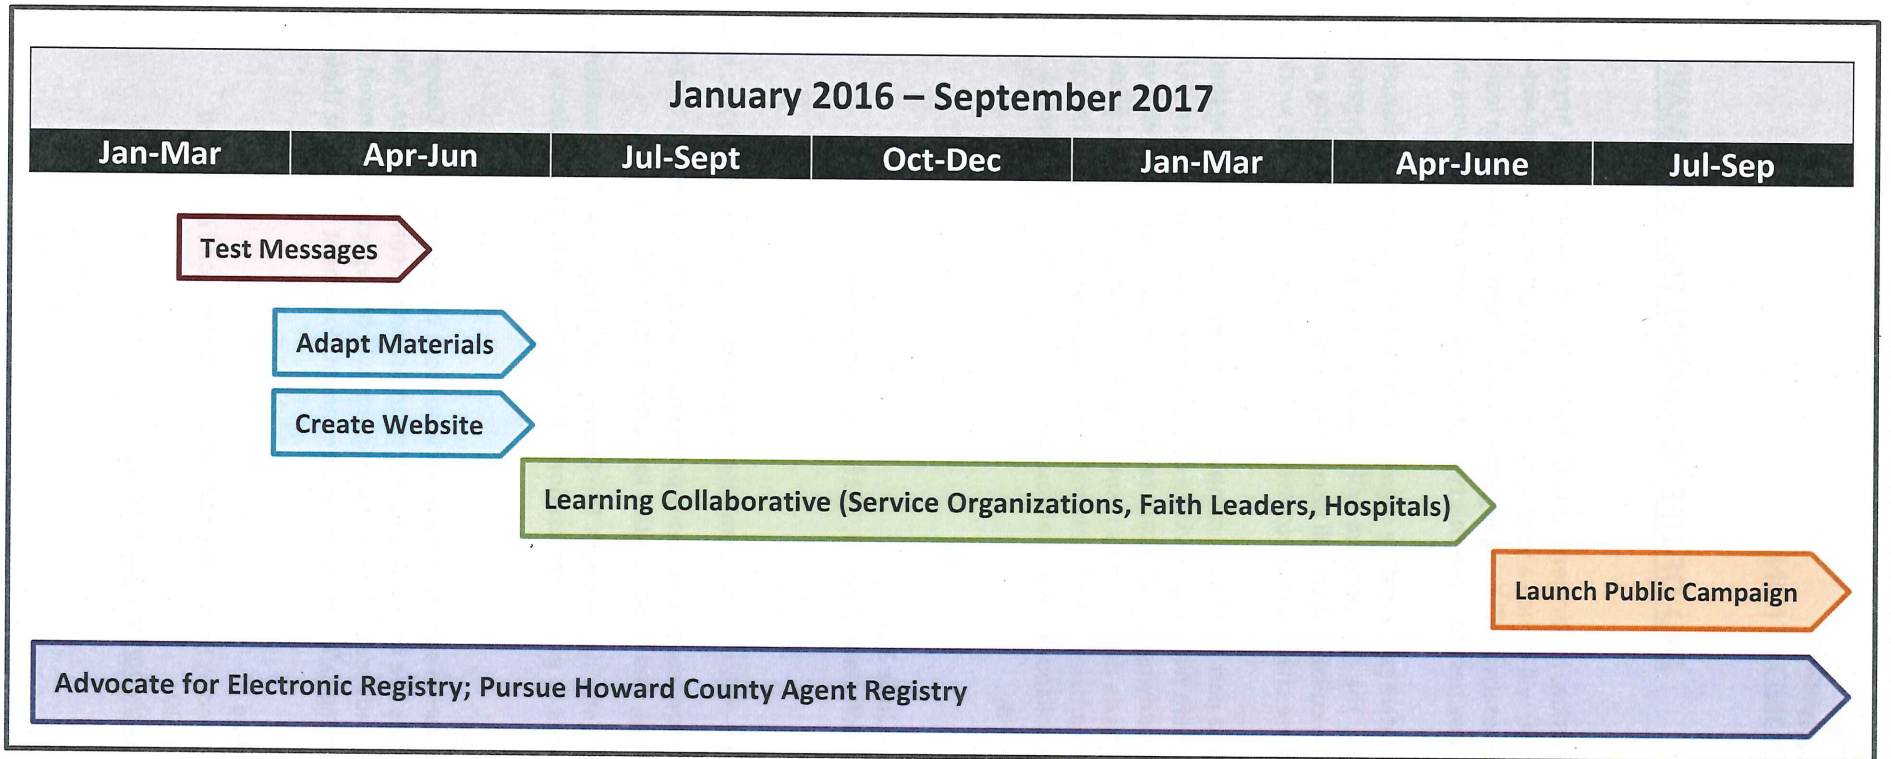 January 2016 – September 2017
Jan-Mar Apr-Jun Jul-Sept Oct-Dec Jan-Mar Apr-June Jul-Sep
Test Messages
Adapt Materials
Create Website
Learning Collaborative (Service Organizations, Faith Leaders, Hospitals)
Launch Public Campaign
Advocate for Electronic Registry; Pursue Howard County Agent Registry